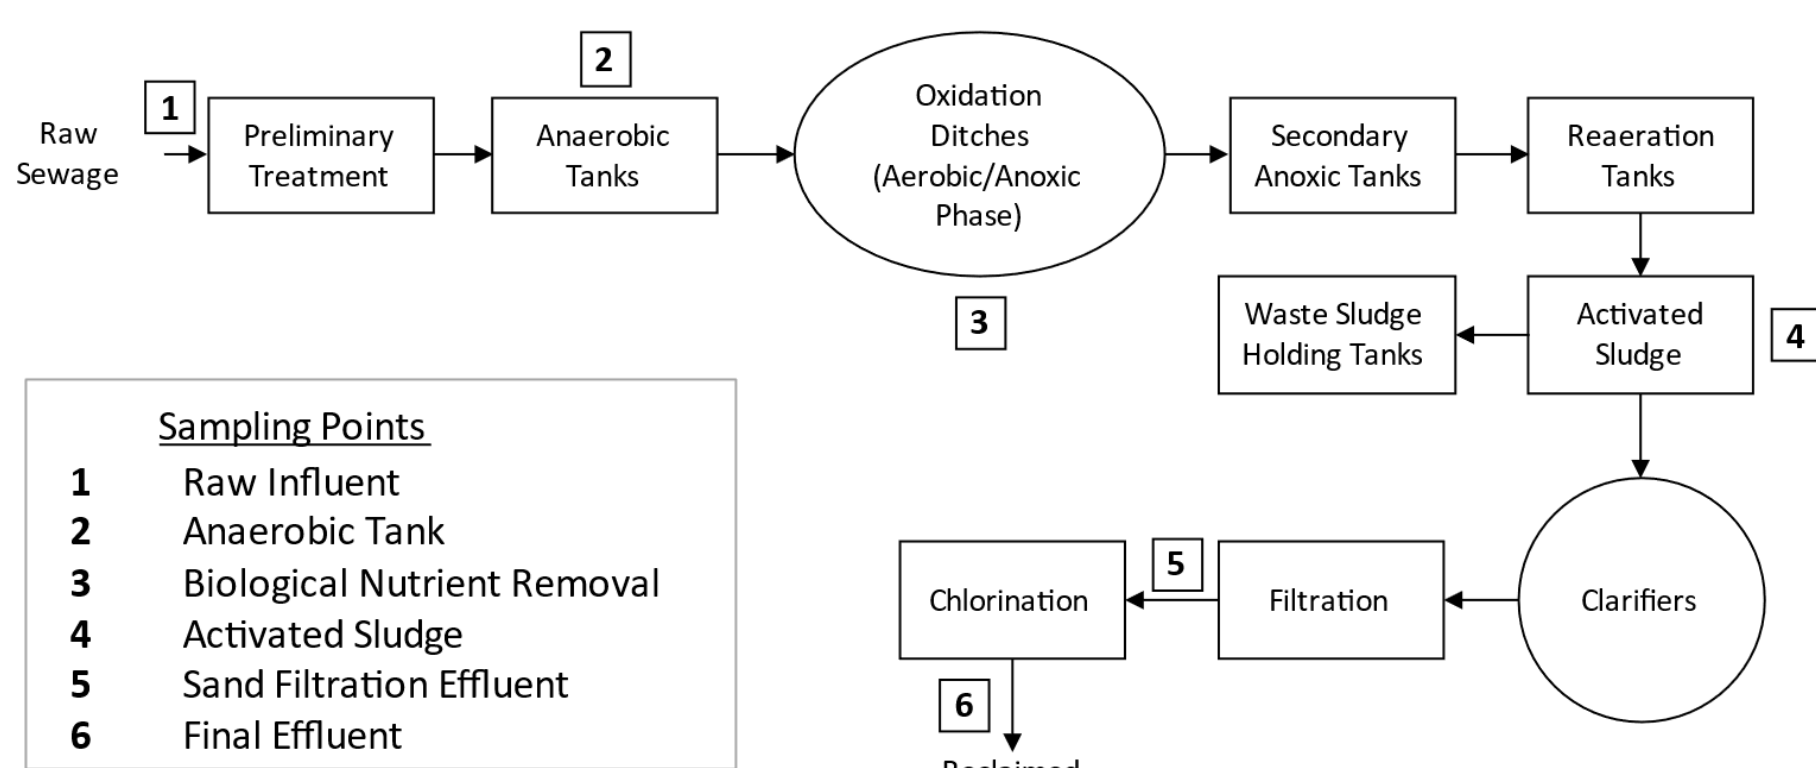 1
2
Raw
Sewage
Preliminary
Treatment
Anaerobic
Tanks
Oxidation
Ditches
(Aerobic/Anoxic
Phase)
Secondary
Anoxic Tanks
Reaeration
Tanks
3
Waste Sludge
Holding Tanks
Activated
Sludge
4
Sampling Points
1 Raw Influent
2 Anaerobic Tank
3 Biological Nutrient Removal
4 Activated Sludge
5 Sand Filtration Effluent
6 Final Effluent
Chlorination
5
Filtration
Clarifiers
6
Reclaimed